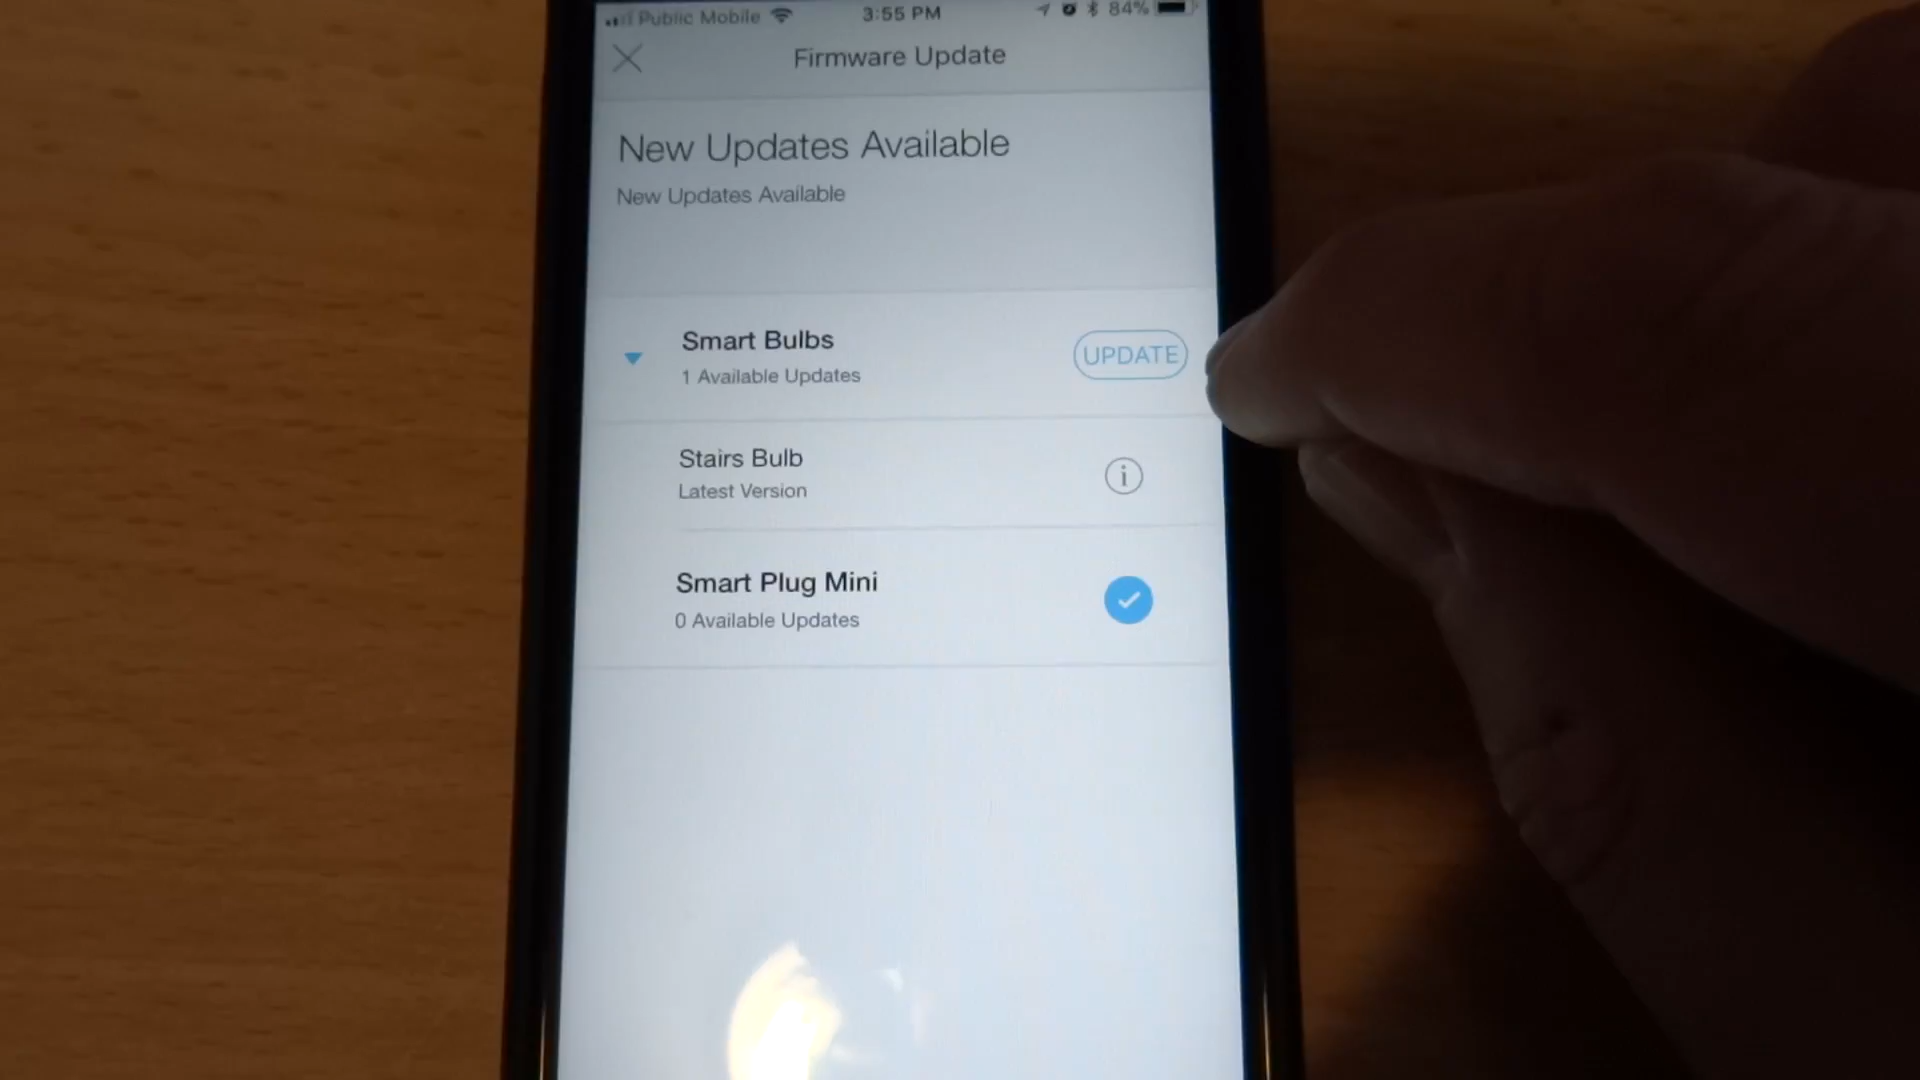 Public Mobile 3:55 PM 84%
Firmware Update
New Updates Available
New Updates Available
Smart Bulbs
UPDATE
1 Available Updates
Stairs Bulb
Latest Version
Smart Plug Mini
0 Available Updates